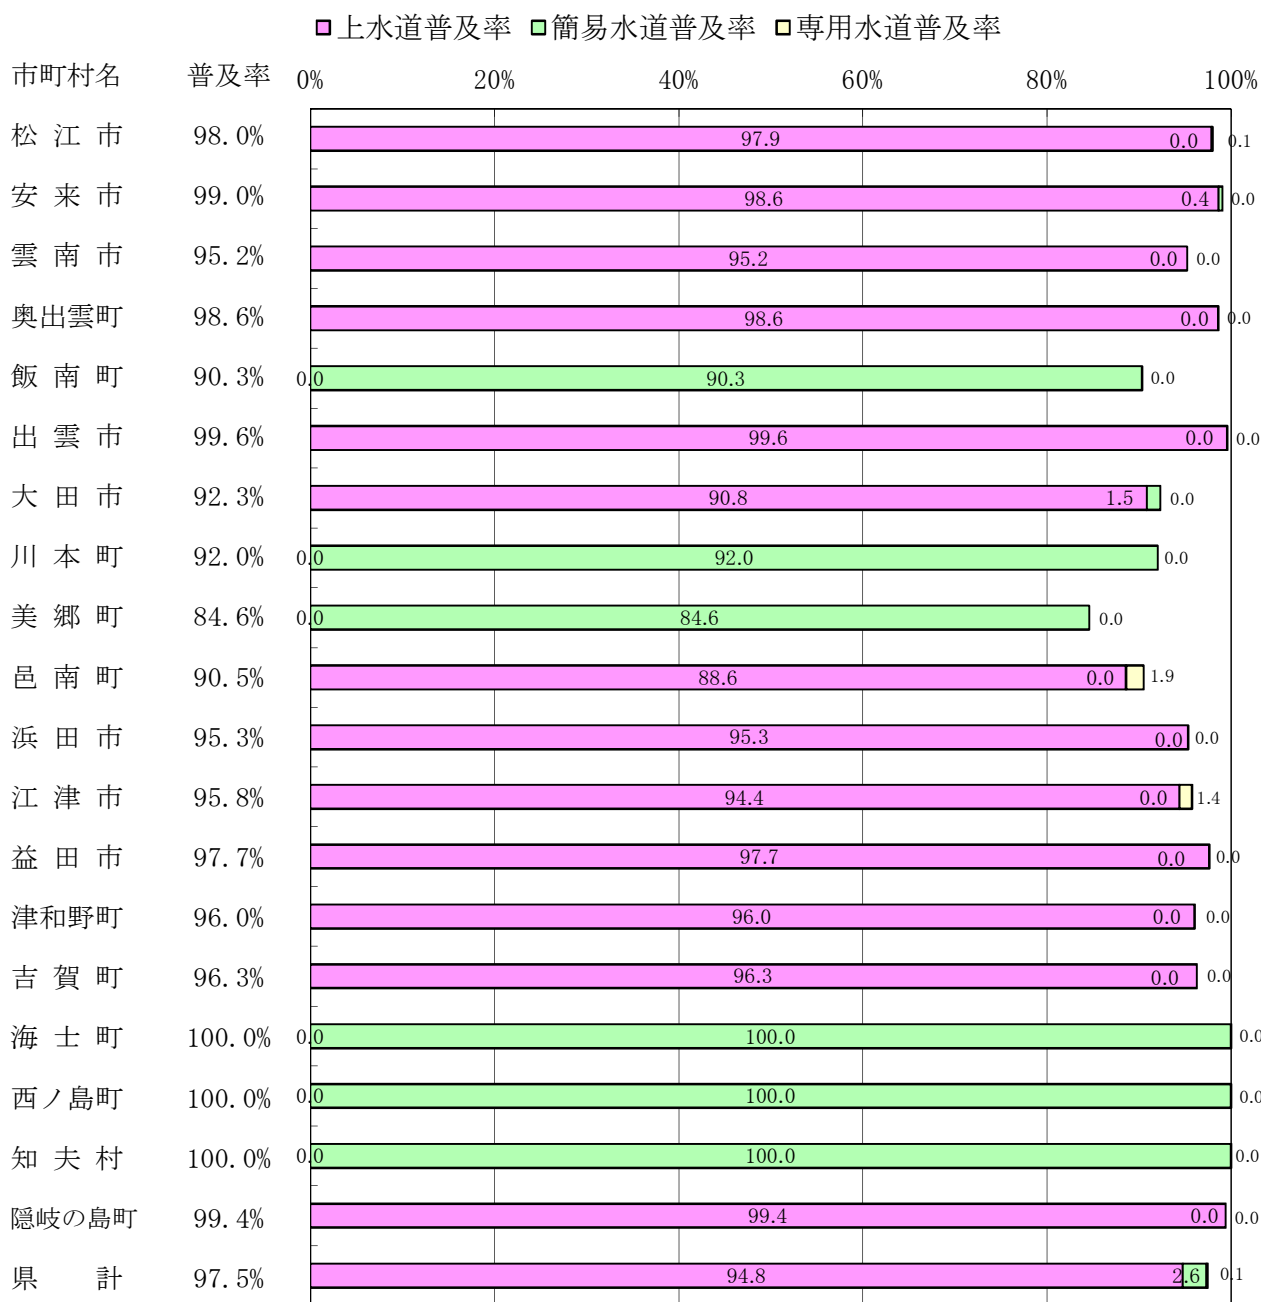 ■上水道普及率 ■簡易水道普及率 ■専用水道普及率
市町村名 普及率 0% 20% 40% 60% 80% 100%
松江市 98.0% 97.9 0.0 0.1
安来市 99.0% 98.6 0.4 0.0
雲南市 95.2% 95.2 0.0 0.0
奥出雲町 98.6% 98.6 0.0 0.0
飯南町 90.3% 0.0 90.3 0.0
出雲市 99.6% 99.6 0.0 0.0
大田市 92.3% 90.8 1.5 0.0
川本町 92.0% 0.0 92.0 0.0
美郷町 84.6% 0.0 84.6 0.0
邑南町 90.5% 88.6 0.0 1.9
浜田市 95.3% 95.3 0.0 0.0
江津市 95.8% 94.4 0.0 1.4
益田市 97.7% 97.7 0.0 0.0
津和野町 96.0% 96.0 0.0 0.0
吉賀町 96.3% 96.3 0.0 0.0
海士町 100.0% 0.0 100.0 0.0
西ノ島町 100.0% 0.0 100.0 0.0
知夫村 100.0% 0.0 100.0 0.0
隠岐の島町 99.4% 99.4 0.0 0.0
県計 97.5% 94.8 2.6 0.1